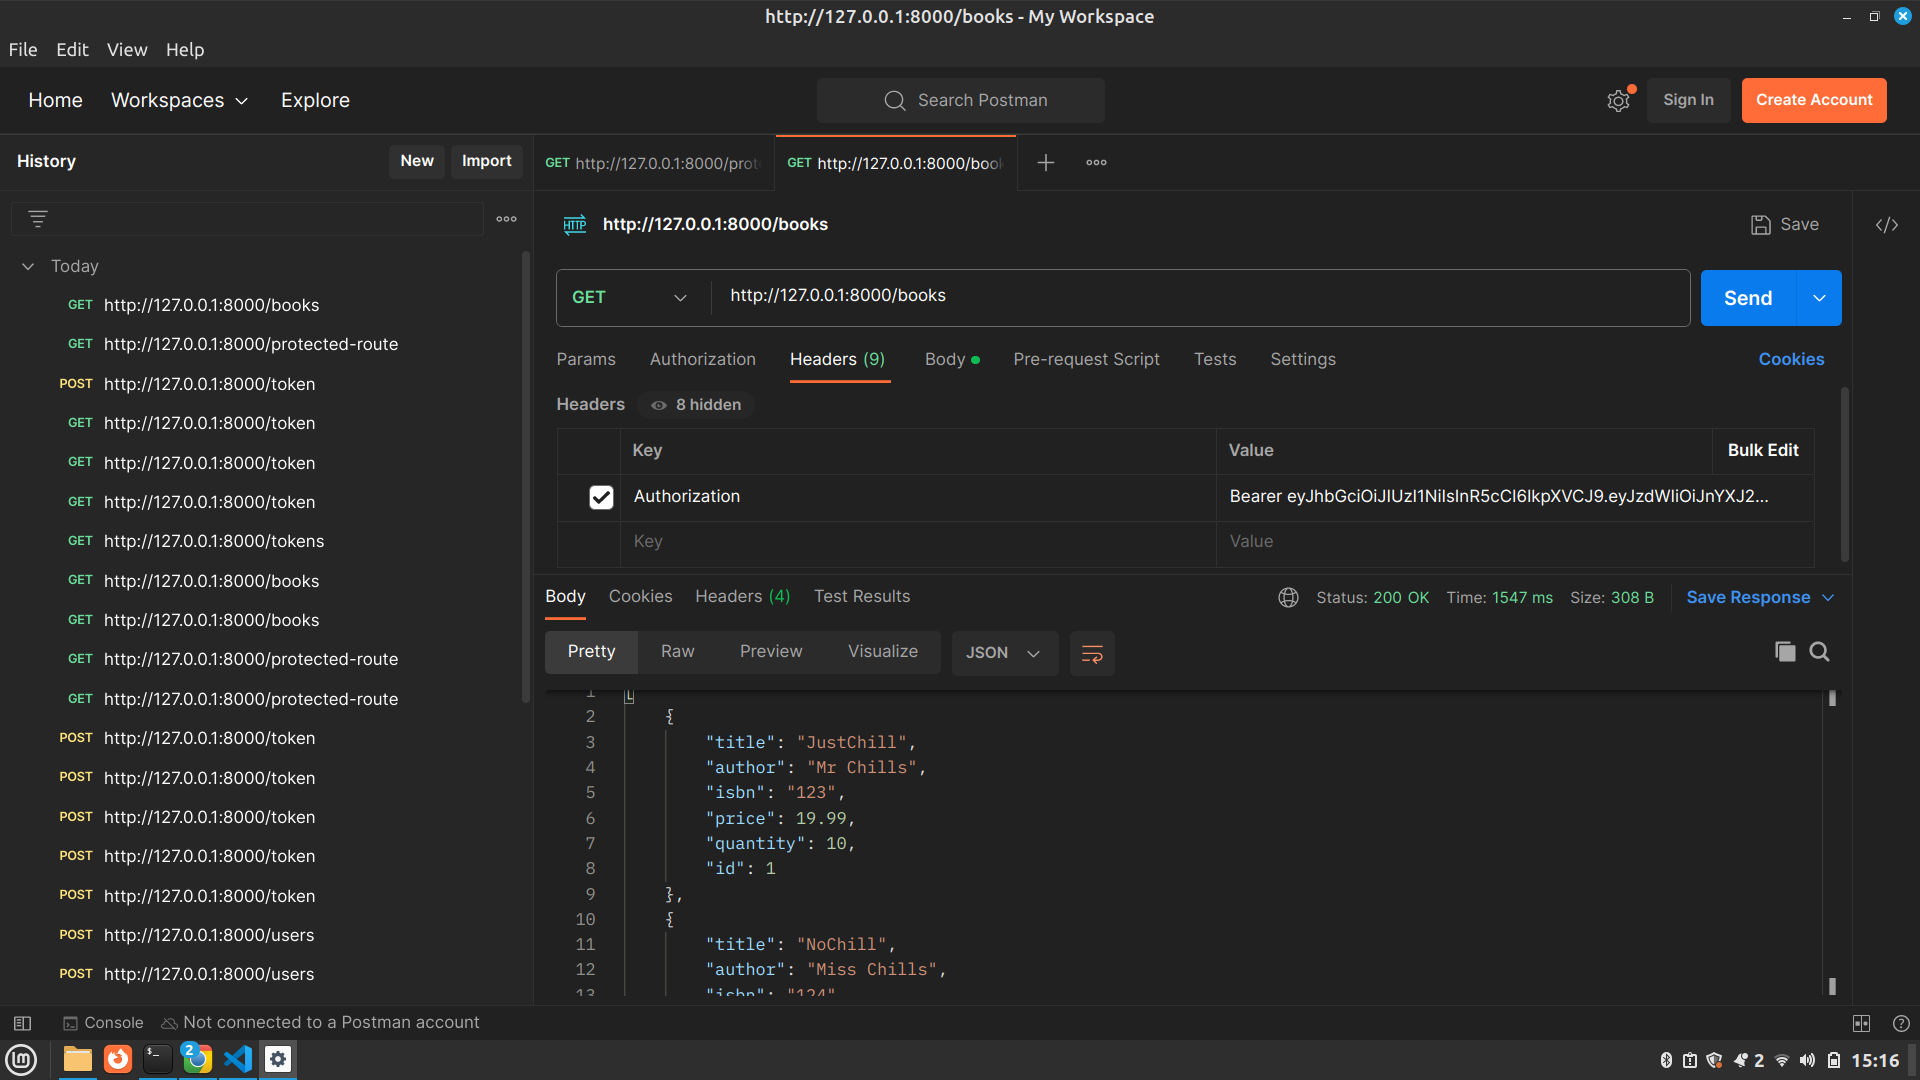 http://127.0.0.1:8000/books - My Workspace
File Edit View Help
Home Workspaces Explore Search Postman Sign In Create Account
History New Import
GET http://127.0.0.1:8000/prot
GET http://127.0.0.1:8000/book
Today
GET http://127.0.0.1:8000/books
GET http://127.0.0.1:8000/protected-route
POST http://127.0.0.1:8000/token
GET http://127.0.0.1:8000/token
GET http://127.0.0.1:8000/token
GET http://127.0.0.1:8000/token
GET http://127.0.0.1:8000/tokens
GET http://127.0.0.1:8000/books
GET http://127.0.0.1:8000/books
GET http://127.0.0.1:8000/protected-route
GET http://127.0.0.1:8000/protected-route
POST http://127.0.0.1:8000/token
POST http://127.0.0.1:8000/token
POST http://127.0.0.1:8000/token
POST http://127.0.0.1:8000/token
POST http://127.0.0.1:8000/token
POST http://127.0.0.1:8000/users
POST http://127.0.0.1:8000/users
HTTP http://127.0.0.1:8000/books Save
GET http://127.0.0.1:8000/books Send
Params Authorization Headers (9) Body Pre-request Script Tests Settings Cookies
Headers 8 hidden
Key Value Bulk Edit
Authorization Bearer eyJhbGciOiJIUzI1NiIsInR5cCI6IkpXVCJ9.eyJzdWIiOiJnYXJ2...
Key Value
Body Cookies Headers (4) Test Results Status: 200 OK Time: 1547 ms Size: 308 B Save Response
Pretty Raw Preview Visualize JSON
1 [
2 {
3 "title": "JustChill",
4 "author": "Mr Chills",
5 "isbn": "123",
6 "price": 19.99,
7 "quantity": 10,
8 "id": 1
9 },
10 {
11 "title": "NoChill",
12 "author": "Miss Chills",
13 "isbn": "124"
Console Not connected to a Postman account
2 2 15:16